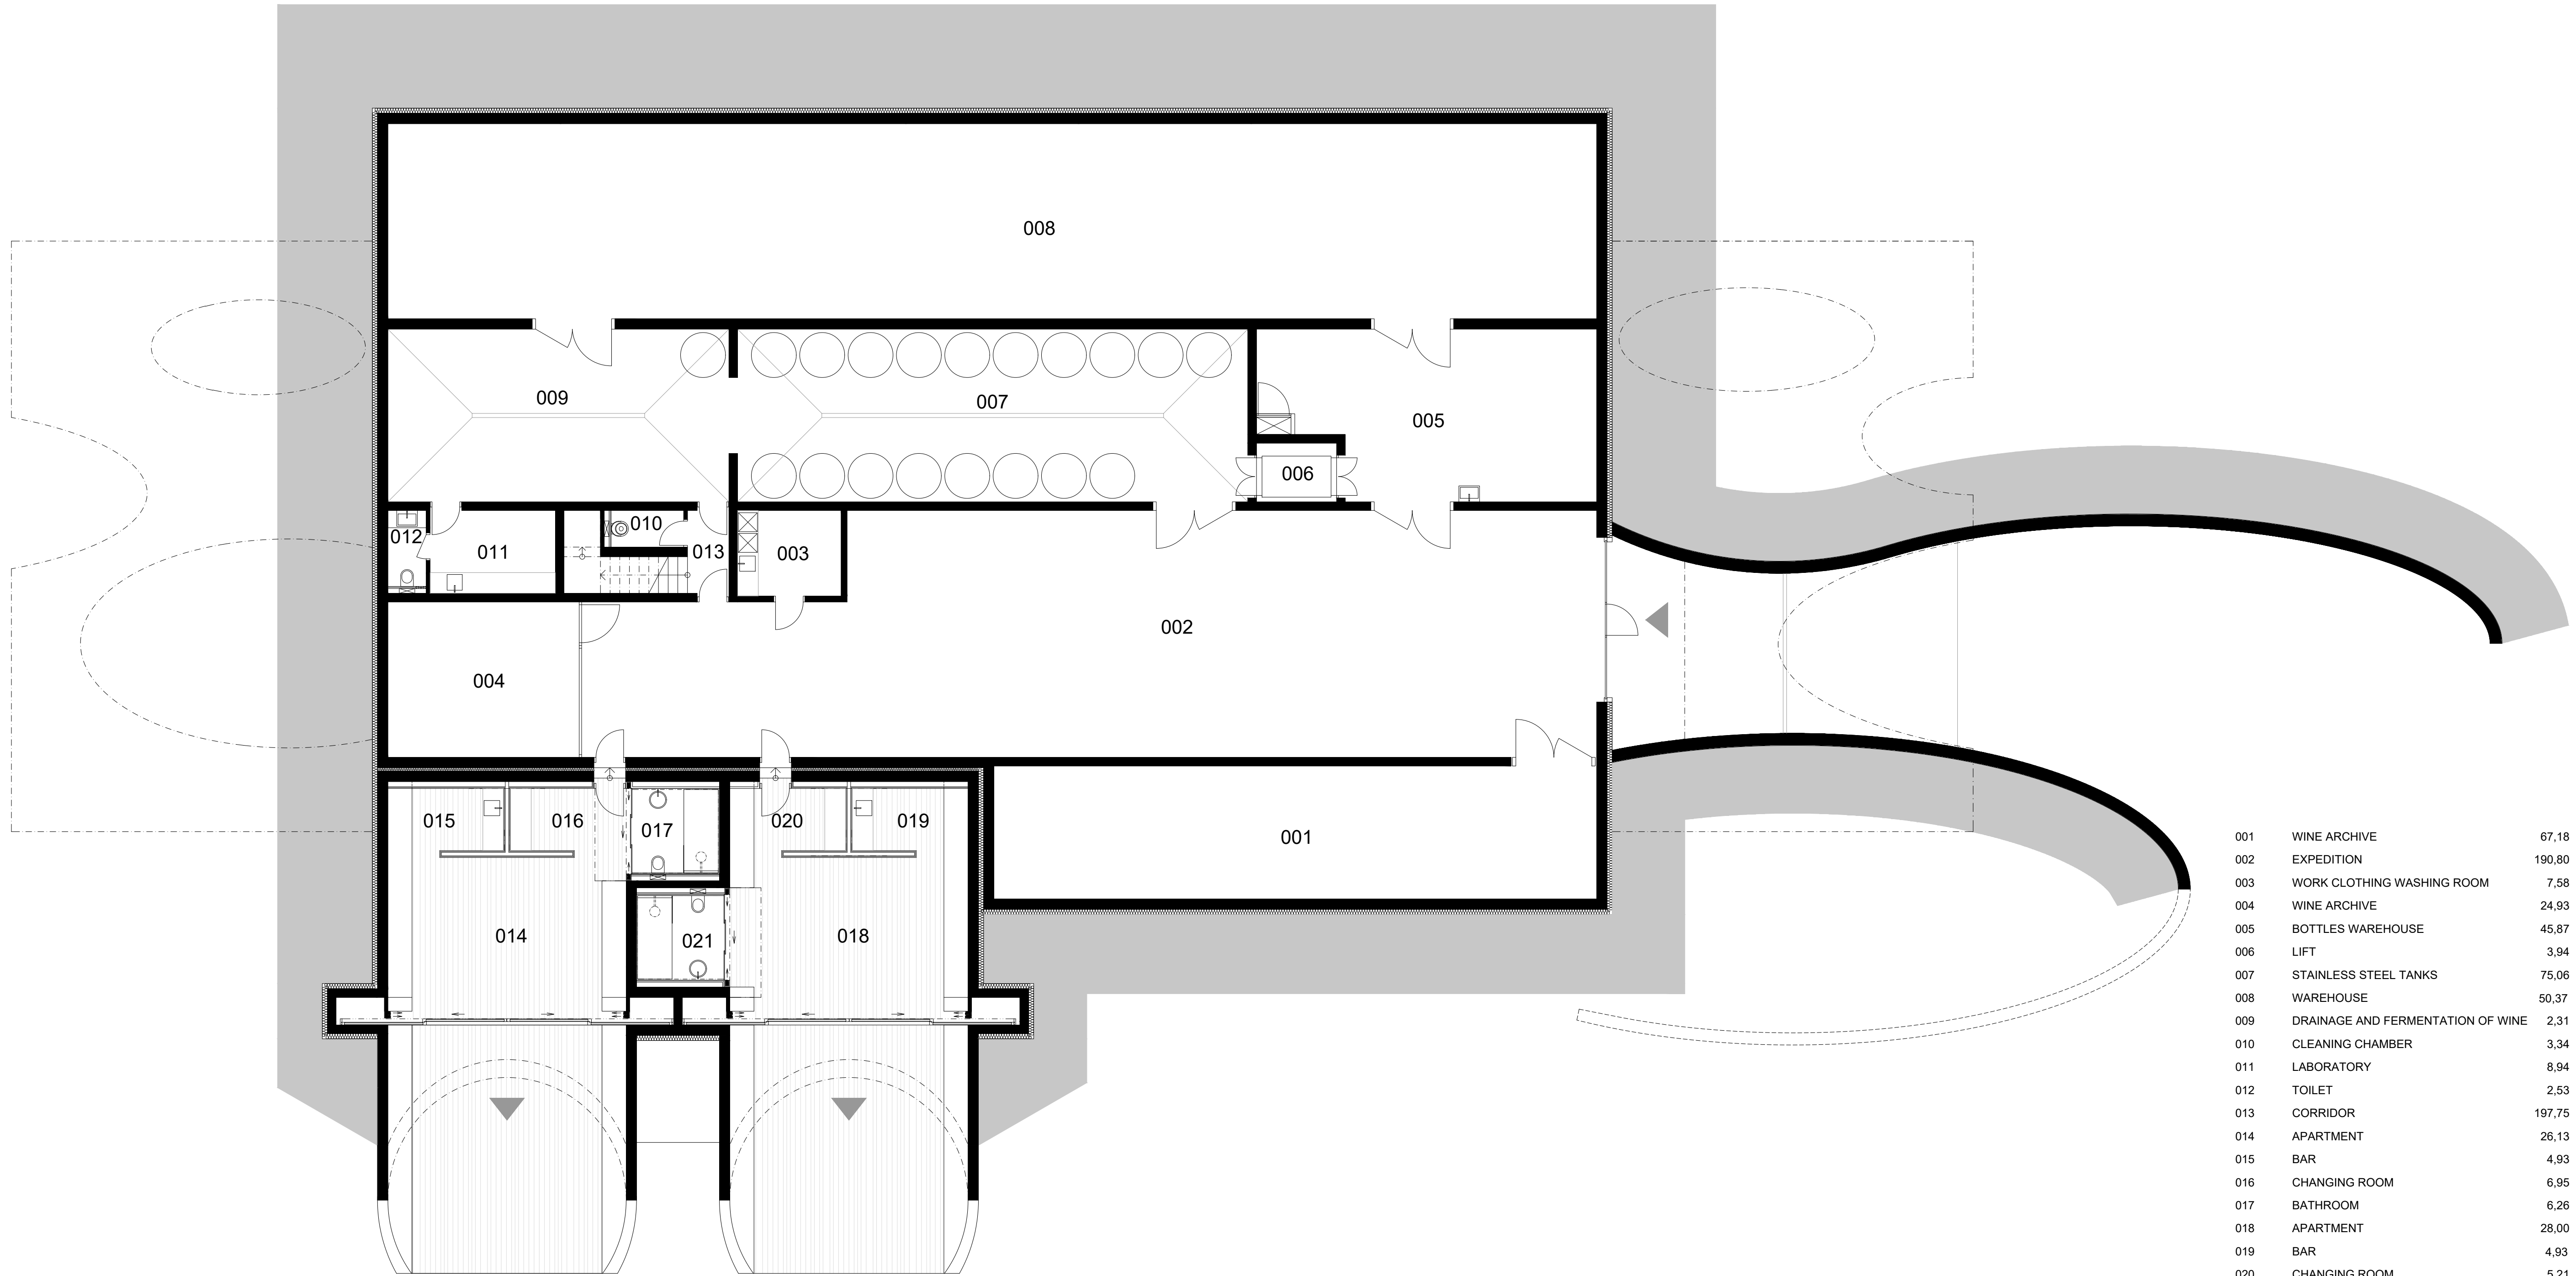 008
009
007
005
006
010
012
011
013
003
002
004
015
016
017
020
019
001
014
021
018
001 WINE ARCHIVE 67,18
002 EXPEDITION 190,80
003 WORK CLOTHING WASHING ROOM 7,58
004 WINE ARCHIVE 24,93
005 BOTTLES WAREHOUSE 45,87
006 LIFT 3,94
007 STAINLESS STEEL TANKS 75,06
008 WAREHOUSE 50,37
009 DRAINAGE AND FERMENTATION OF WINE 2,31
010 CLEANING CHAMBER 3,34
011 LABORATORY 8,94
012 TOILET 2,53
013 CORRIDOR 197,75
014 APARTMENT 26,13
015 BAR 4,93
016 CHANGING ROOM 6,95
017 BATHROOM 6,26
018 APARTMENT 28,00
019 BAR 4,93
020 CHANGING ROOM 5,21